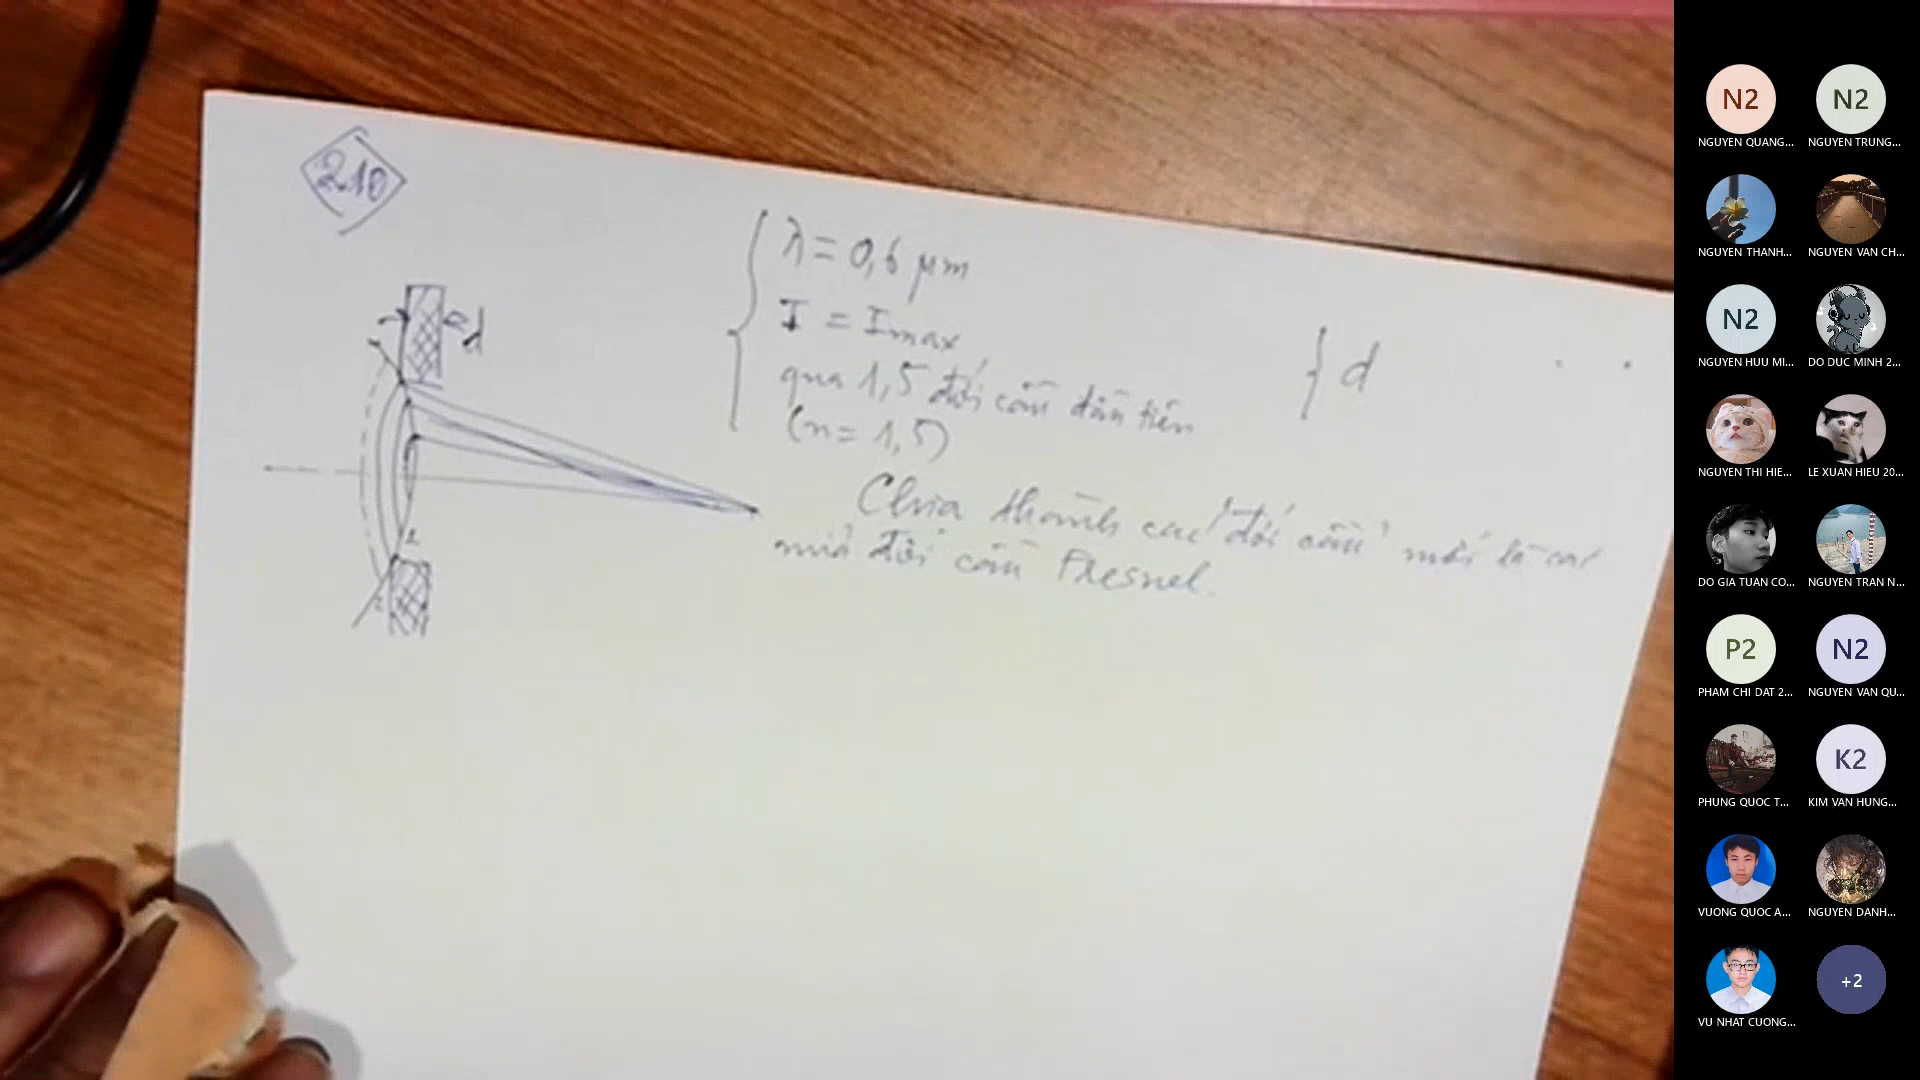 210
d
λ = 0,6 μm
I = Imax
qua 1,5 đới cầu đầu tiên
(n = 1,5)
} d
Chia thành các đới cầu mới là các
đới cầu Fresnel.
N2
N2
NGUYEN QUANG...
NGUYEN TRUNG...
NGUYEN THANH...
NGUYEN VAN CH...
N2
NGUYEN HUU MI...
DO DUC MINH 2...
NGUYEN THI HIE...
LE XUAN HIEU 20...
DO GIA TUAN CO...
NGUYEN TRAN N...
P2
N2
PHAM CHI DAT 2...
NGUYEN VAN QU...
K2
PHUNG QUOC T...
KIM VAN HUNG...
VUONG QUOC A...
NGUYEN DANH...
+2
VU NHAT CUONG...